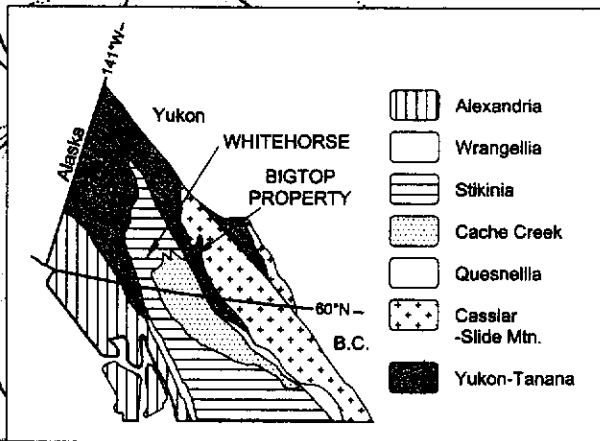 141°W
Alaska
Yukon
WHITEHORSE
BIGTOP
PROPERTY
60°N
B.C.
Alexandria
Wrangellia
Stikinia
Cache Creek
Quesnellia
Cassiar
-Slide Mtn.
Yukon-Tanana